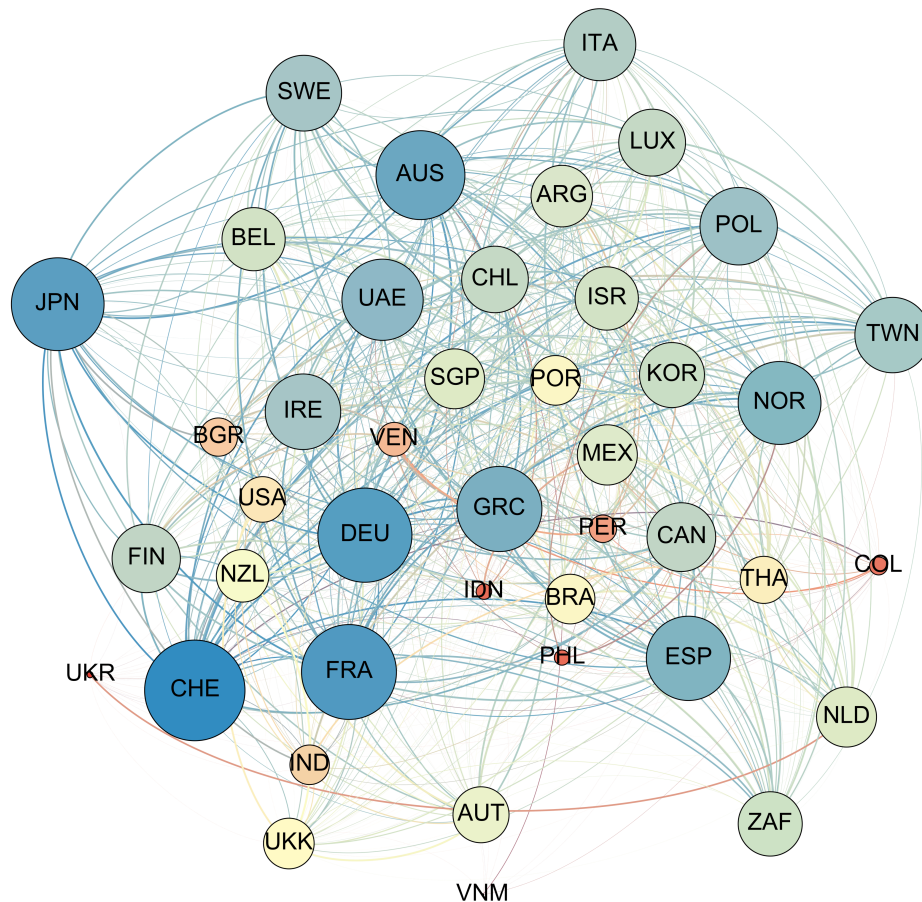 ITA
SWE
LUX
AUS
ARG
POL
BEL
CHL
ISR
UAE
JPN
TWN
SGP
POR
KOR
NOR
IRE
BGR
VEN
MEX
USA
GRC
PER
DEU
CAN
FIN
COL
NZL
THA
IDN
BRA
PHL
ESP
UKR
FRA
CHE
NLD
IND
AUT
ZAF
UKK
VNM